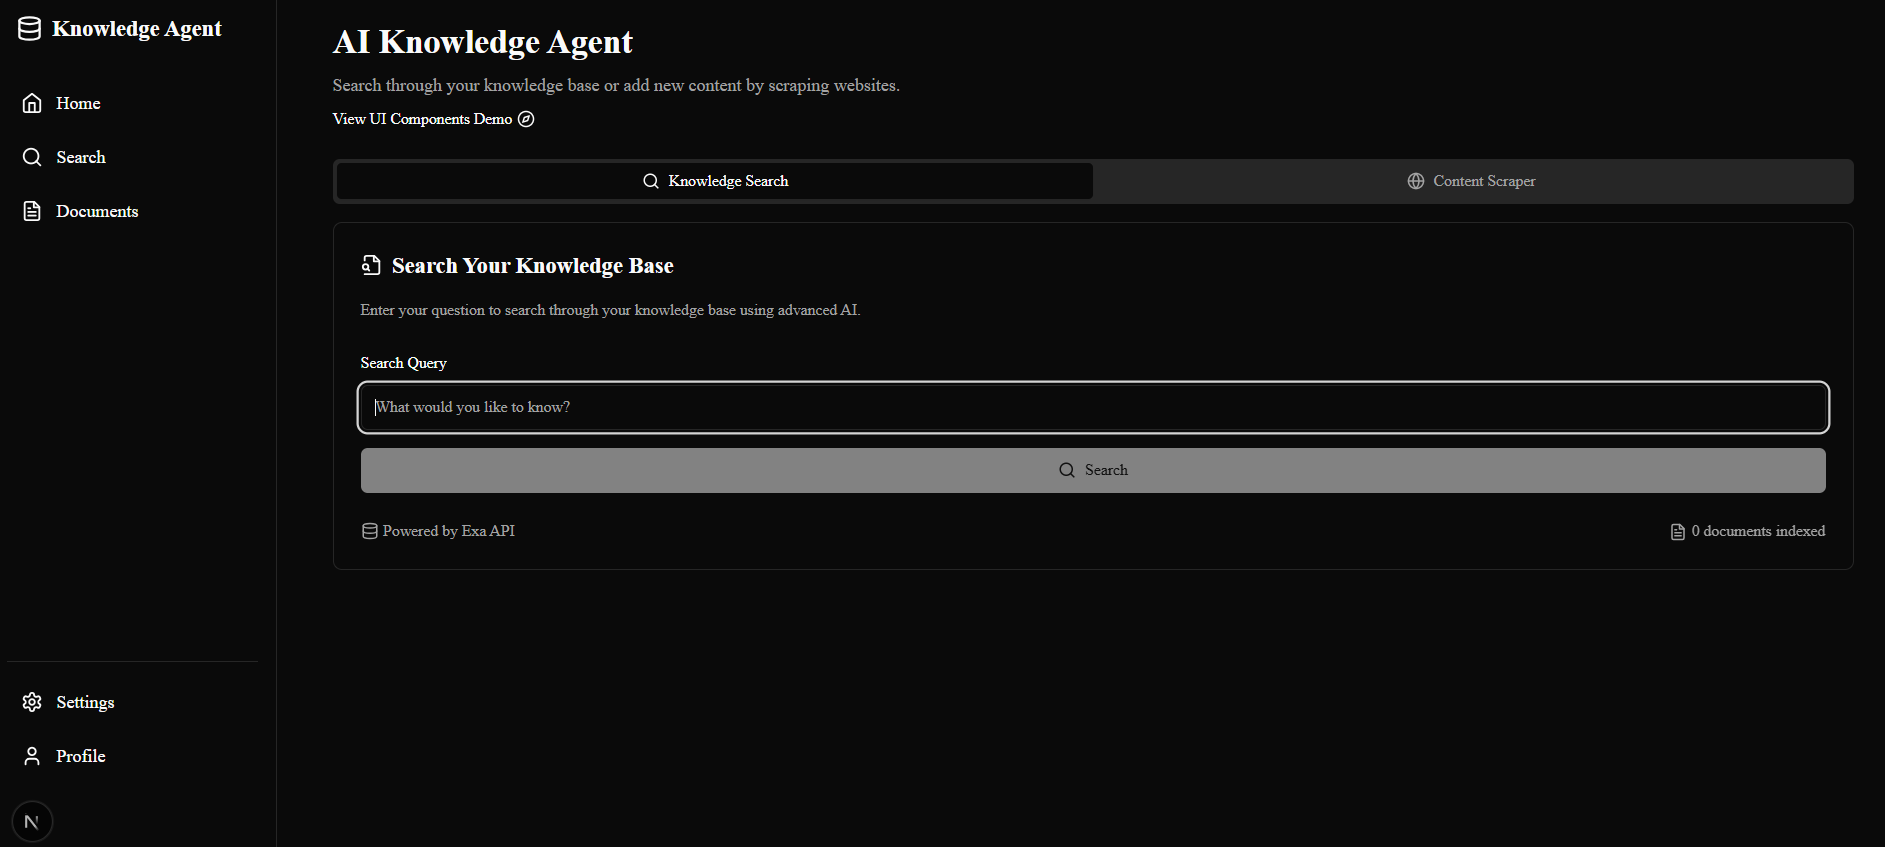 Knowledge Agent
Home
Search
Documents
Settings
Profile
N
AI Knowledge Agent
Search through your knowledge base or add new content by scraping websites.
View UI Components Demo
Knowledge Search
Content Scraper
Search Your Knowledge Base
Enter your question to search through your knowledge base using advanced AI.
Search Query
What would you like to know?
Search
Powered by Exa API
0 documents indexed